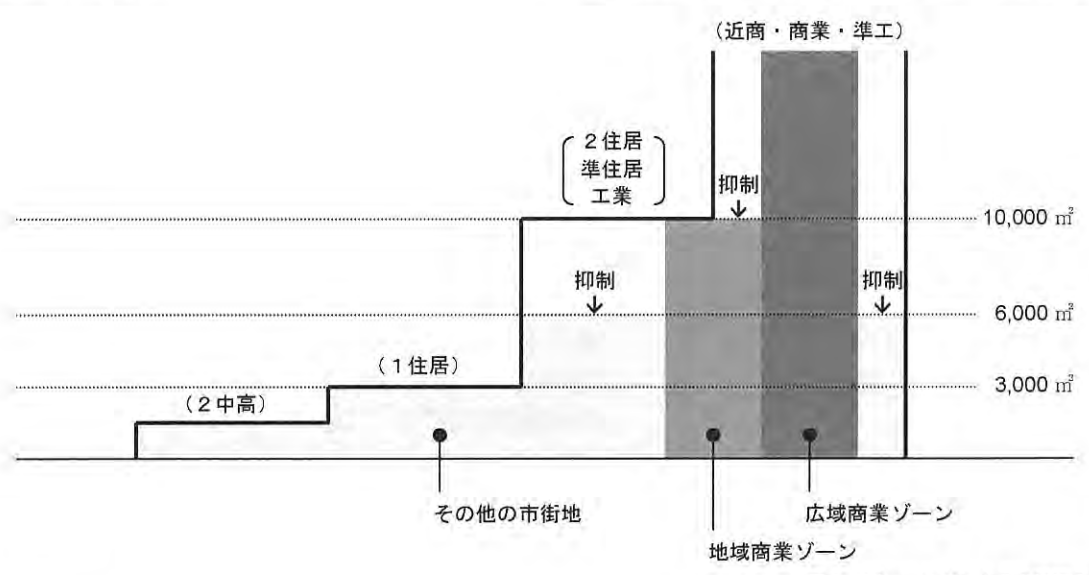 （近商・商業・準工）
２住居
準住居
工業
抑制
10,000 ㎡
抑制
抑制
6,000 ㎡
（１住居）
3,000 ㎡
（２中高）
その他の市街地
広域商業ゾーン
地域商業ゾーン